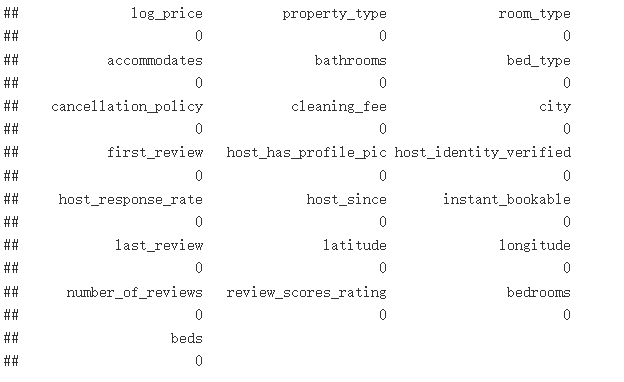 ## log_price property_type room_type
## 0 0 0
## accommodates bathrooms bed_type
## 0 0 0
## cancellation_policy cleaning_fee city
## 0 0 0
## first_review host_has_profile_pic host_identity_verified
## 0 0 0
## host_response_rate host_since instant_bookable
## 0 0 0
## last_review latitude longitude
## 0 0 0
## number_of_reviews review_scores_rating bedrooms
## 0 0 0
## beds
## 0